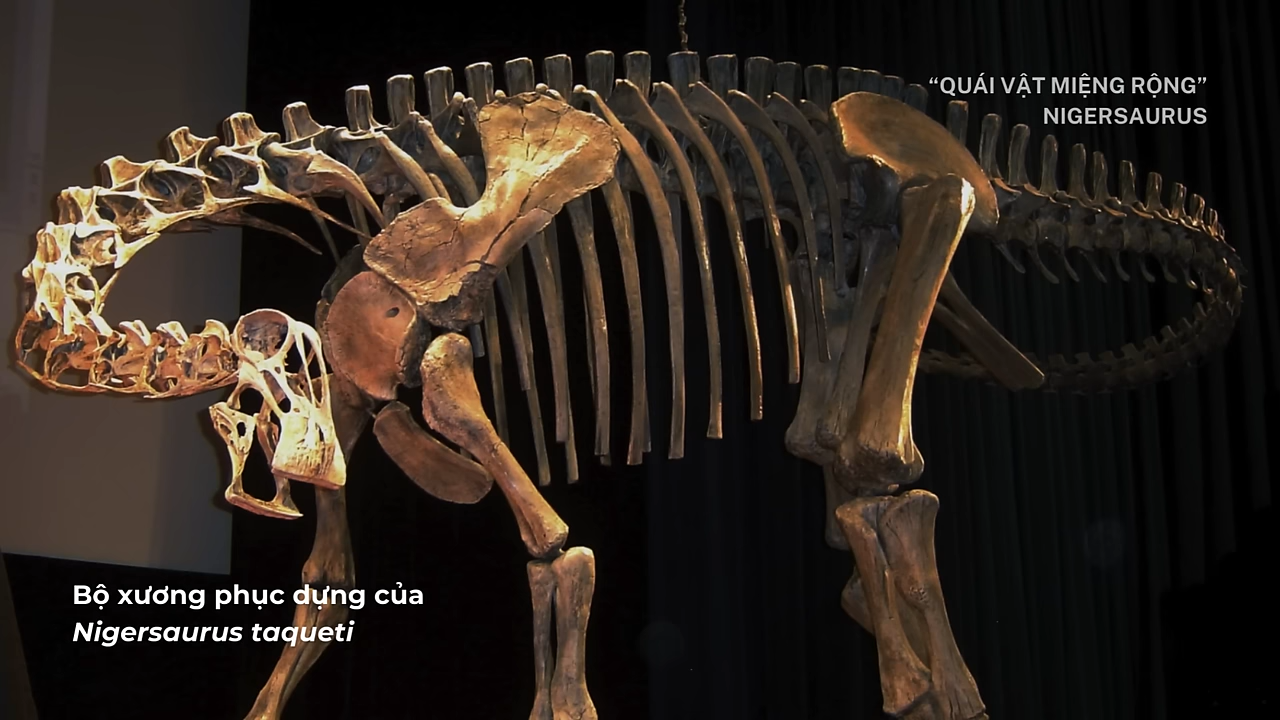 “QUÁI VẬT MIỆNG RỘNG”
NIGERSAURUS
Bộ xương phục dựng của
Nigersaurus taqueti